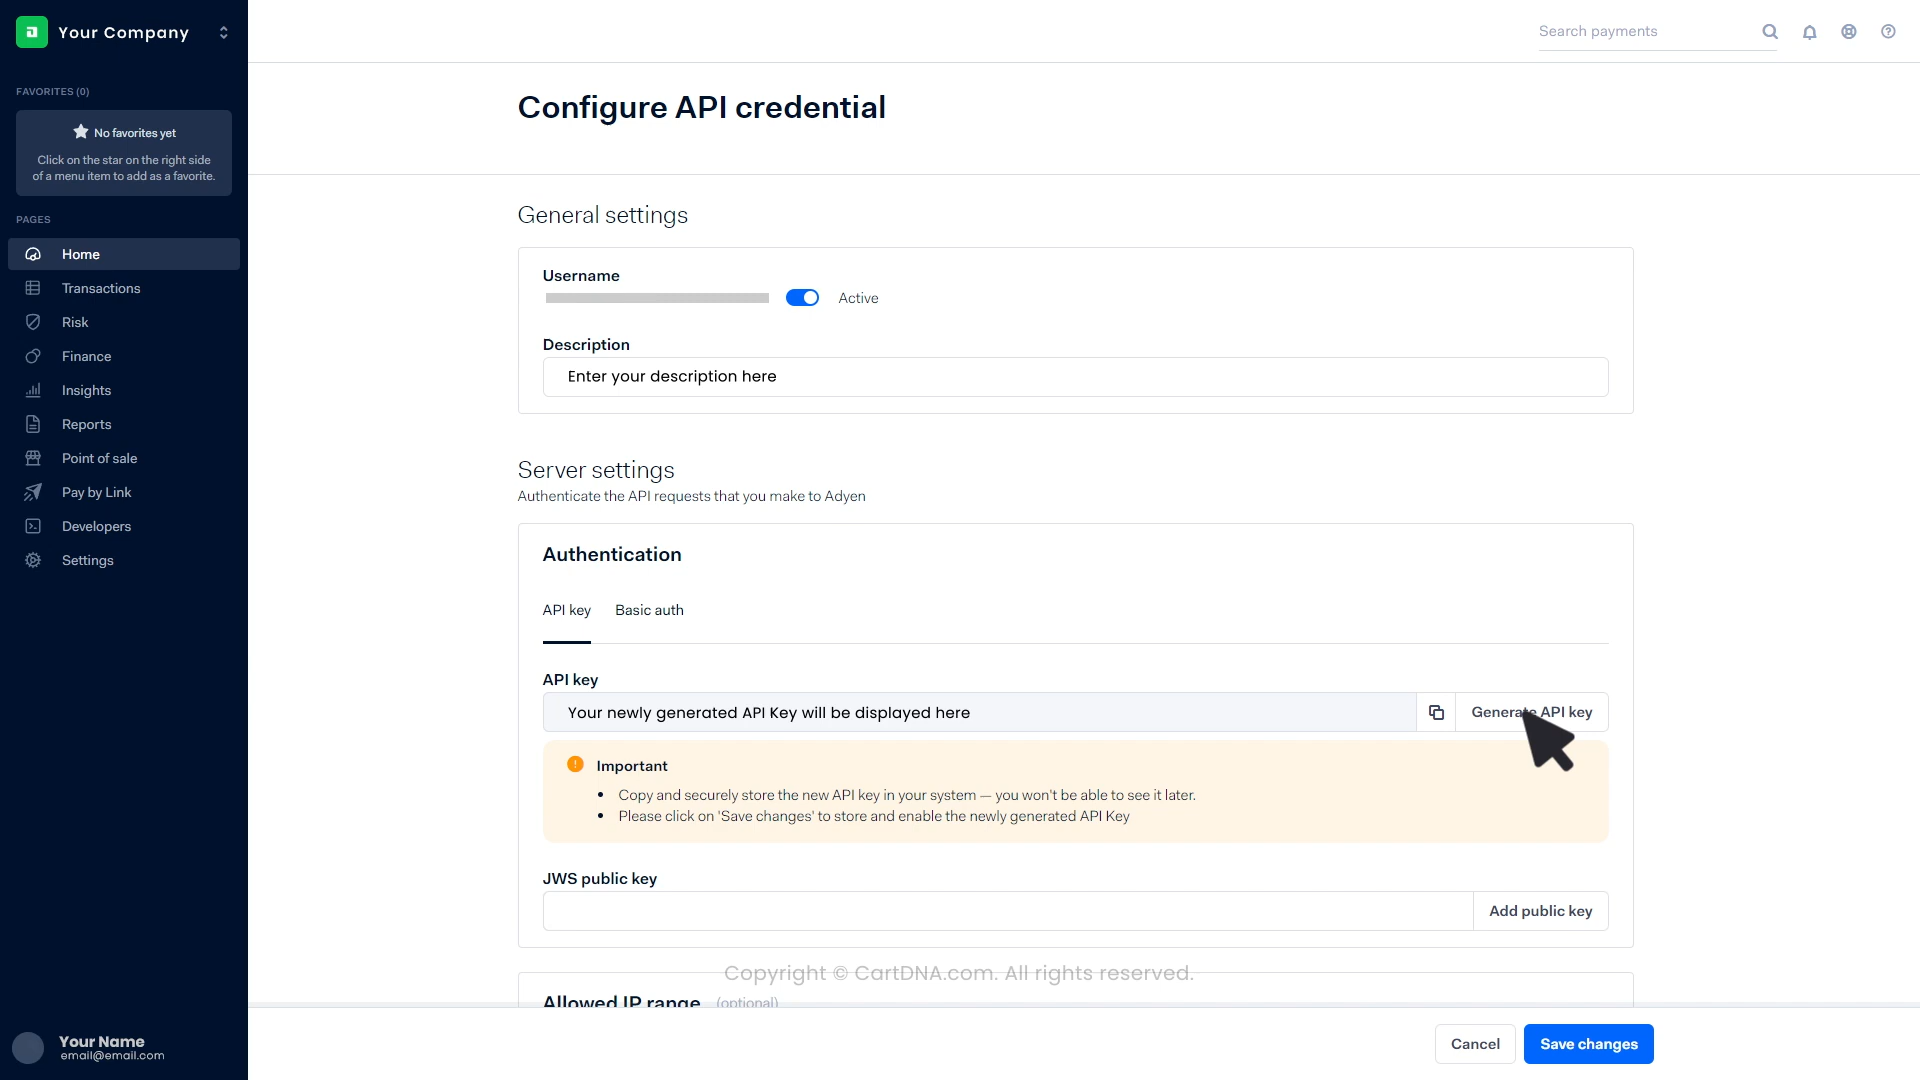 Your Company
Search payments
FAVORITES (0)
No favorites yet
Click on the star on the right side
of a menu item to add as a favorite.
PAGES
Home
Transactions
Risk
Finance
Insights
Reports
Point of sale
Pay by Link
Developers
Settings
Your Name
email@email.com
Configure API credential
General settings
Username
Active
Description
Enter your description here
Server settings
Authenticate the API requests that you make to Adyen
Authentication
API key Basic auth
API key
Your newly generated API Key will be displayed here
Generate API key
Important
• Copy and securely store the new API key in your system — you won't be able to see it later.
• Please click on 'Save changes' to store and enable the newly generated API Key
JWS public key
Add public key
Copyright © CartDNA.com. All rights reserved.
Allowed IP range (optional)
Cancel
Save changes